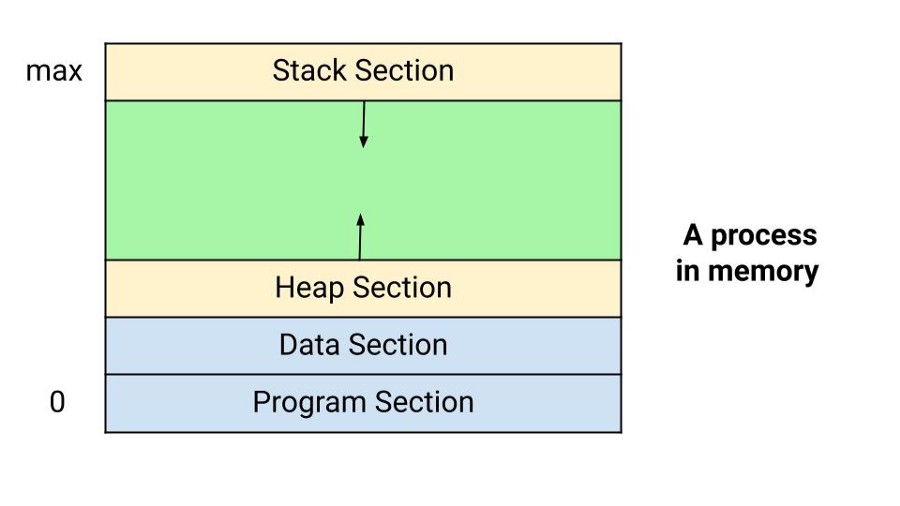 max
Stack Section
A process
in memory
Heap Section
Data Section
0
Program Section